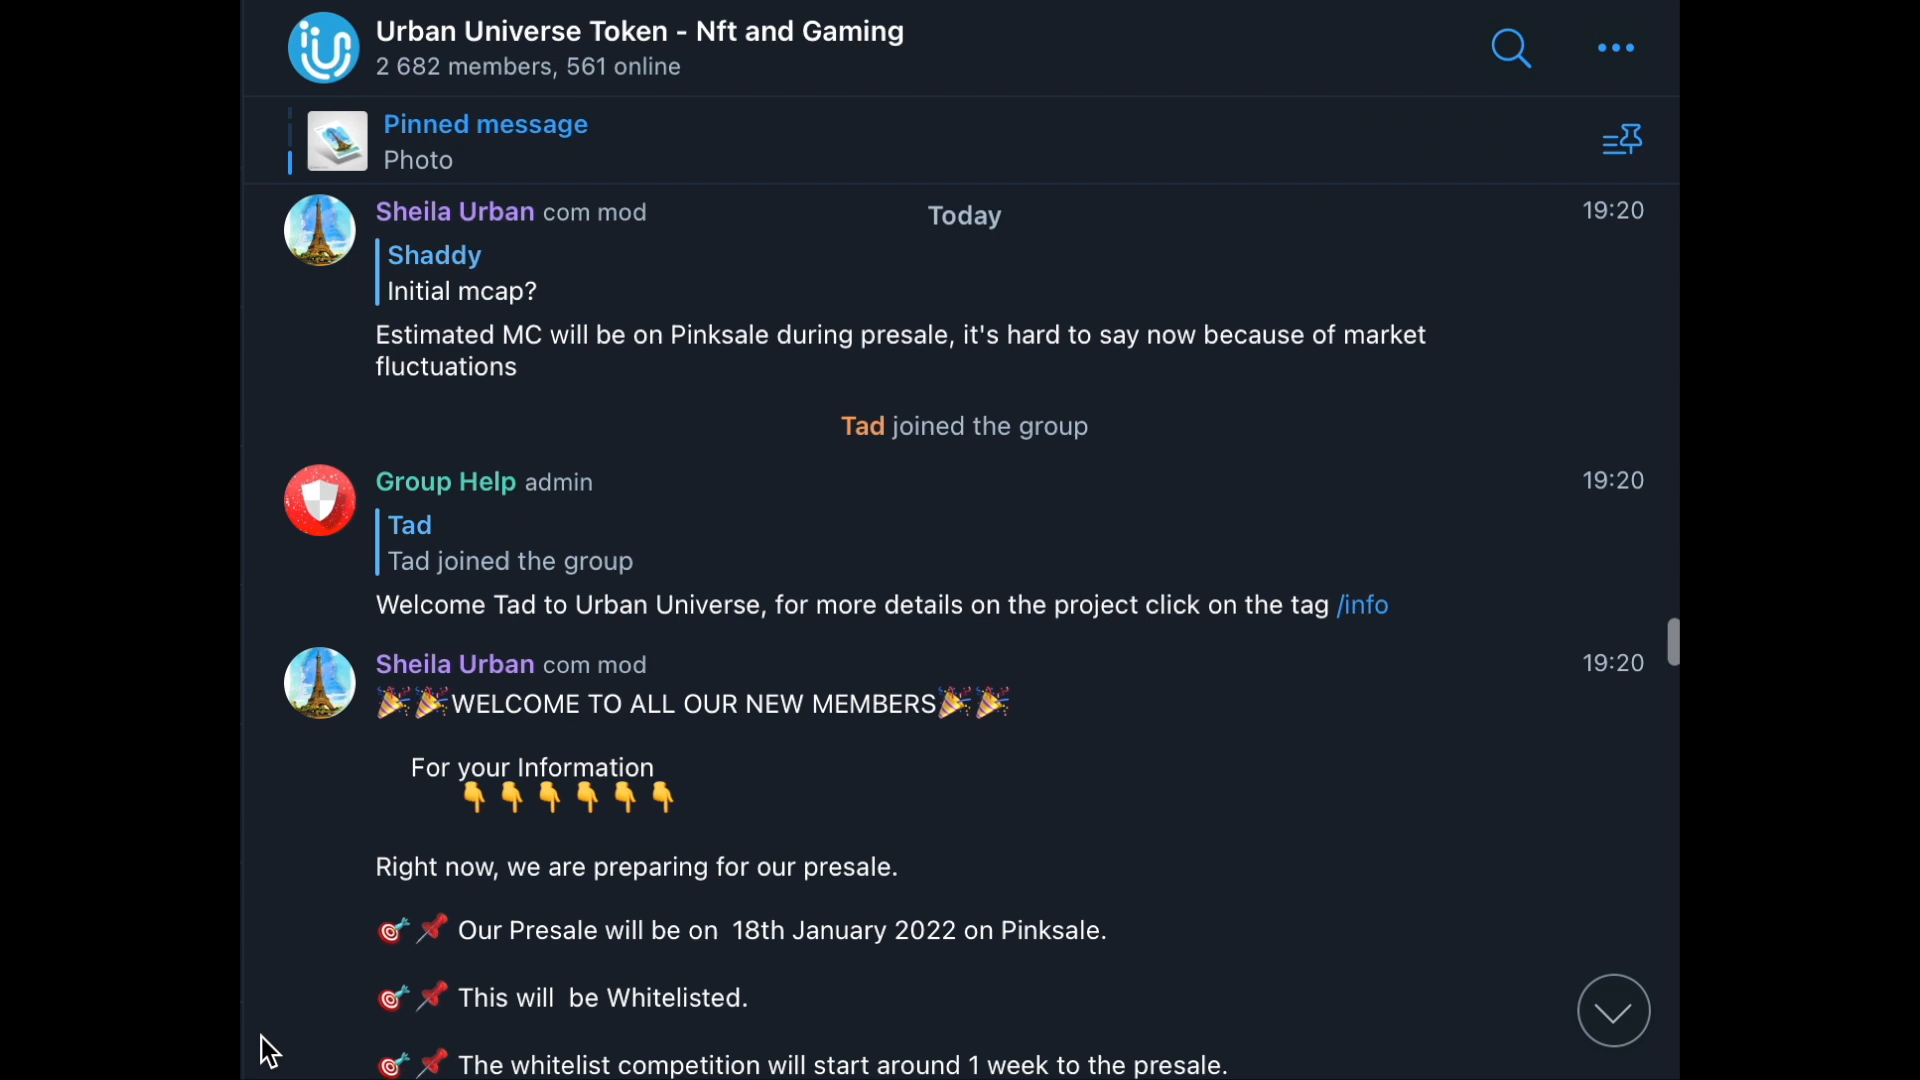 Urban Universe Token - Nft and Gaming
2 682 members, 561 online
Pinned message
Photo
Today
Sheila Urban com mod 19:20
Shaddy
Initial mcap?
Estimated MC will be on Pinksale during presale, it's hard to say now because of market
fluctuations
Tad joined the group
Group Help admin 19:20
Tad
Tad joined the group
Welcome Tad to Urban Universe, for more details on the project click on the tag /info
Sheila Urban com mod 19:20
🎉🎉WELCOME TO ALL OUR NEW MEMBERS🎉🎉
For your Information
👇👇👇👇👇👇
Right now, we are preparing for our presale.
🎯📌 Our Presale will be on 18th January 2022 on Pinksale.
🎯📌 This will be Whitelisted.
🎯📌 The whitelist competition will start around 1 week to the presale.